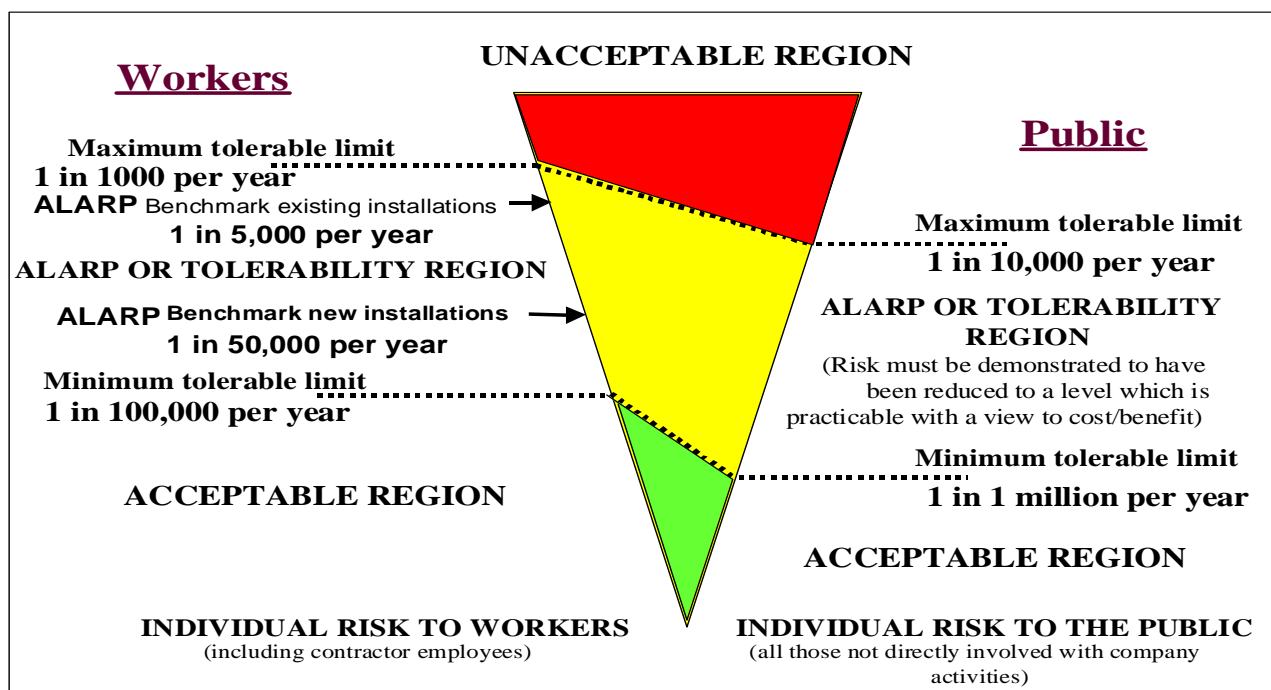 UNACCEPTABLE REGION
Workers
Maximum tolerable limit
1 in 1000 per year
ALARP Benchmark existing installations
1 in 5,000 per year
ALARP OR TOLERABILITY REGION
ALARP Benchmark new installations
1 in 50,000 per year
Minimum tolerable limit
1 in 100,000 per year
ACCEPTABLE REGION
INDIVIDUAL RISK TO WORKERS
(including contractor employees)
Public
Maximum tolerable limit
1 in 10,000 per year
ALARP OR TOLERABILITY
REGION
(Risk must be demonstrated to have
been reduced to a level which is
practicable with a view to cost/benefit)
Minimum tolerable limit
1 in 1 million per year
ACCEPTABLE REGION
INDIVIDUAL RISK TO THE PUBLIC
(all those not directly involved with company
activities)